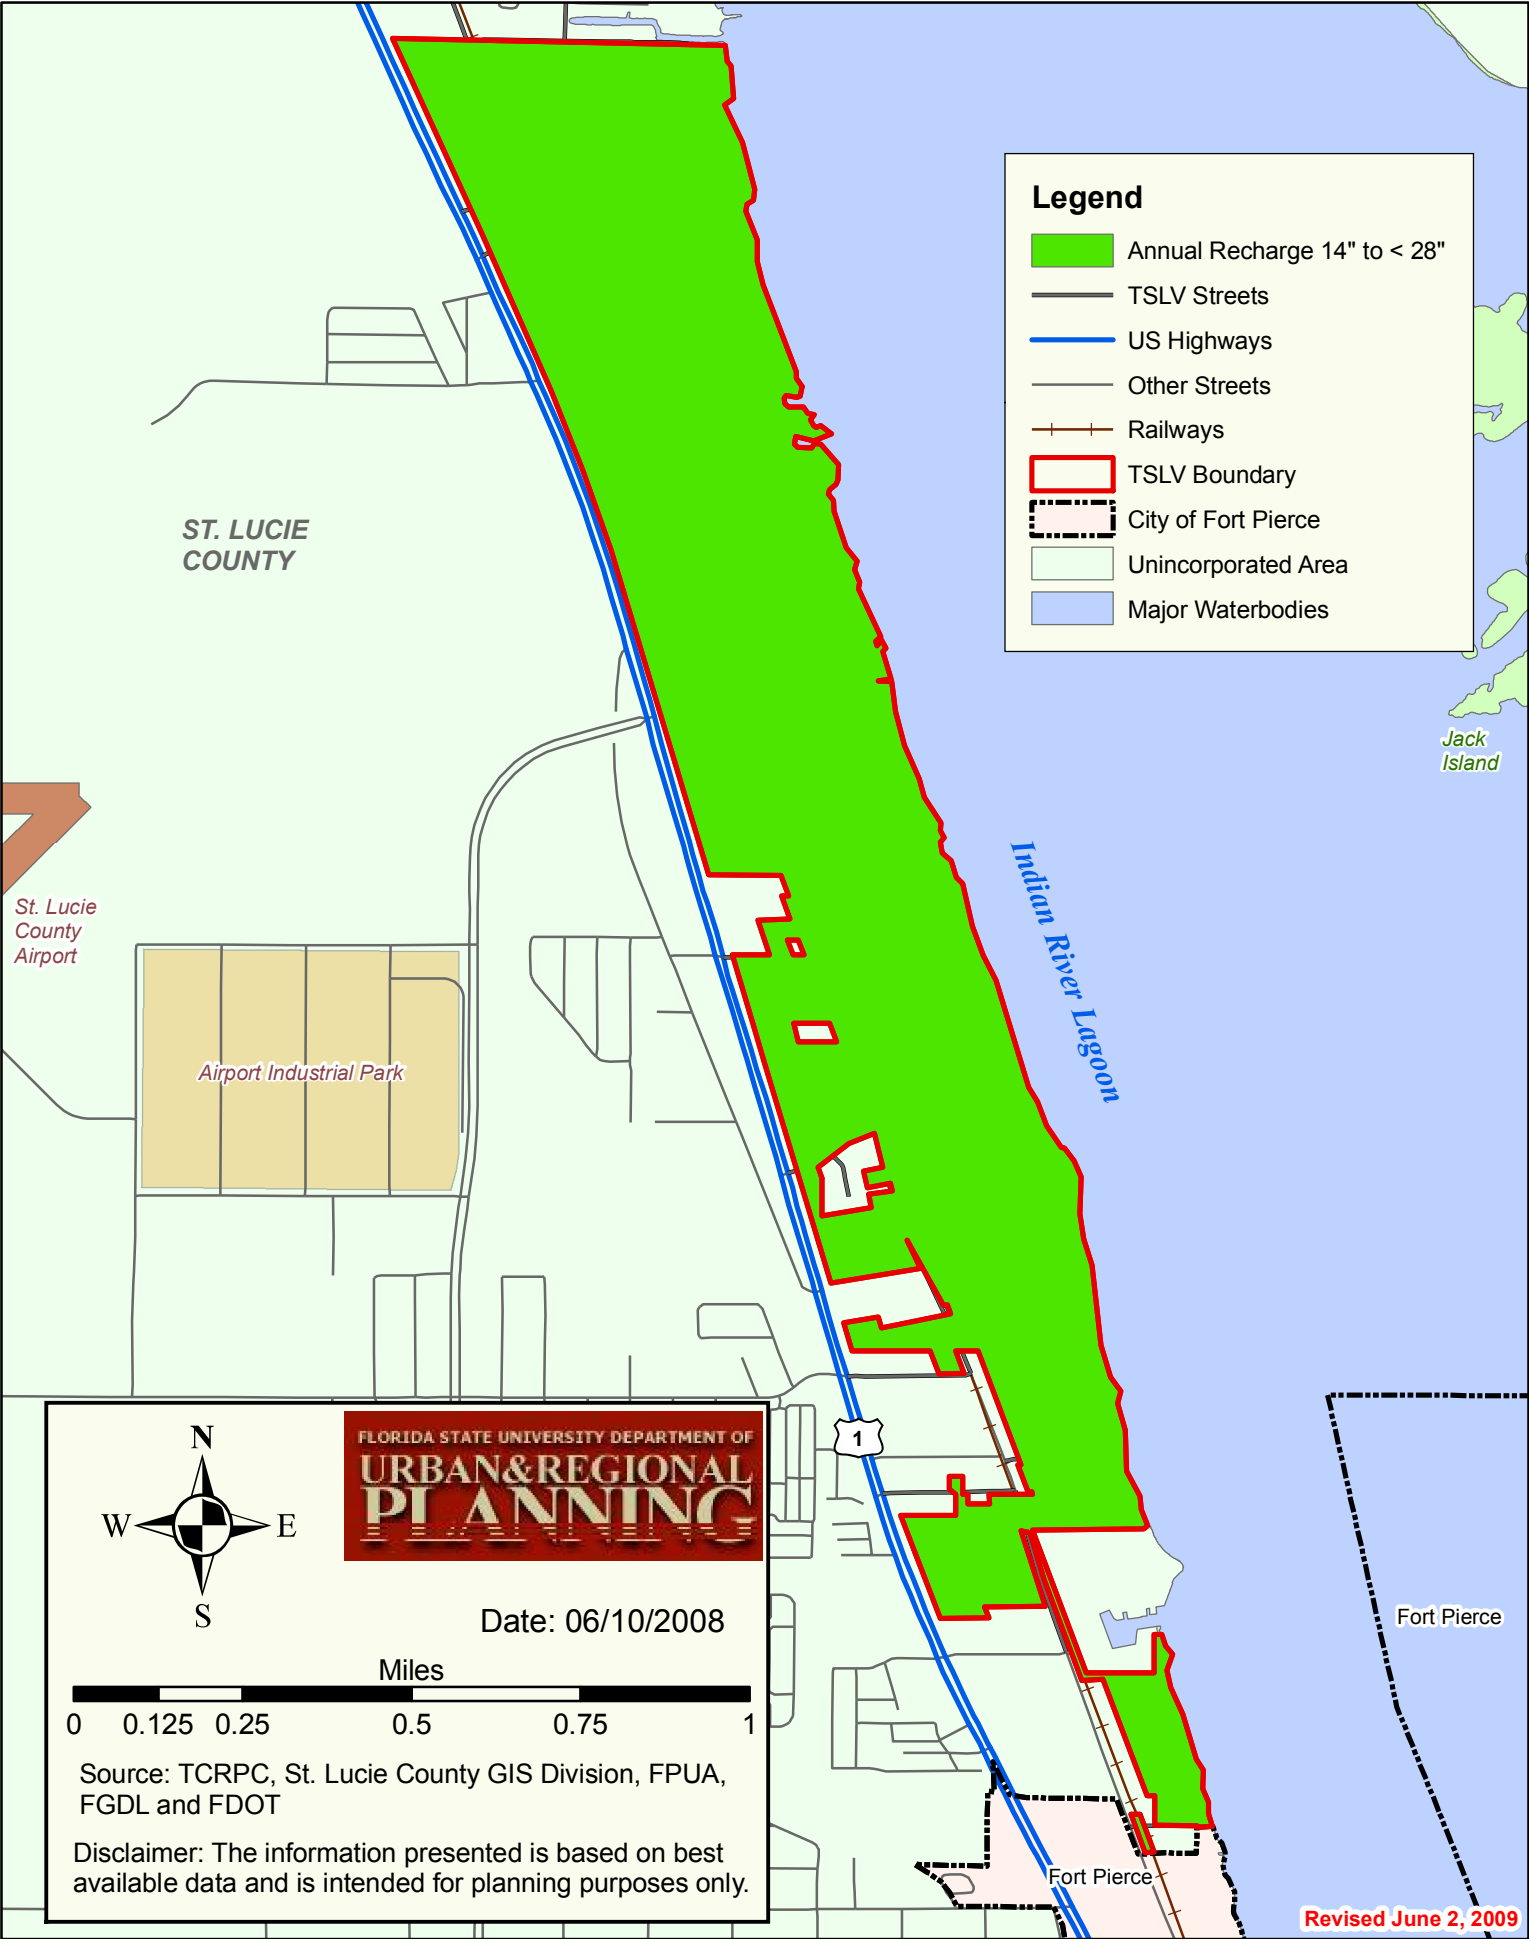 Legend
Annual Recharge 14" to < 28"
TSLV Streets
US Highways
Other Streets
Railways
TSLV Boundary
City of Fort Pierce
Unincorporated Area
Major Waterbodies
ST. LUCIE
COUNTY
Jack
Island
Indian River Lagoon
St. Lucie
County
Airport
Airport Industrial Park
1
N
W
E
S
FLORIDA STATE UNIVERSITY DEPARTMENT OF
URBAN&REGIONAL
PLANNING
Date: 06/10/2008
Miles
0 0.125 0.25 0.5 0.75 1
Source: TCRPC, St. Lucie County GIS Division, FPUA,
FGDL and FDOT
Disclaimer: The information presented is based on best
available data and is intended for planning purposes only.
Fort Pierce
Fort Pierce
Revised June 2, 2009